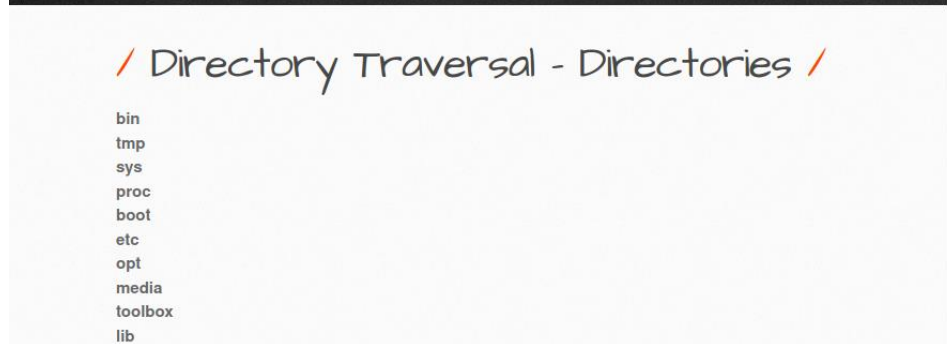 / Directory Traversal - Directories /
bin
tmp
sys
proc
boot
etc
opt
media
toolbox
lib